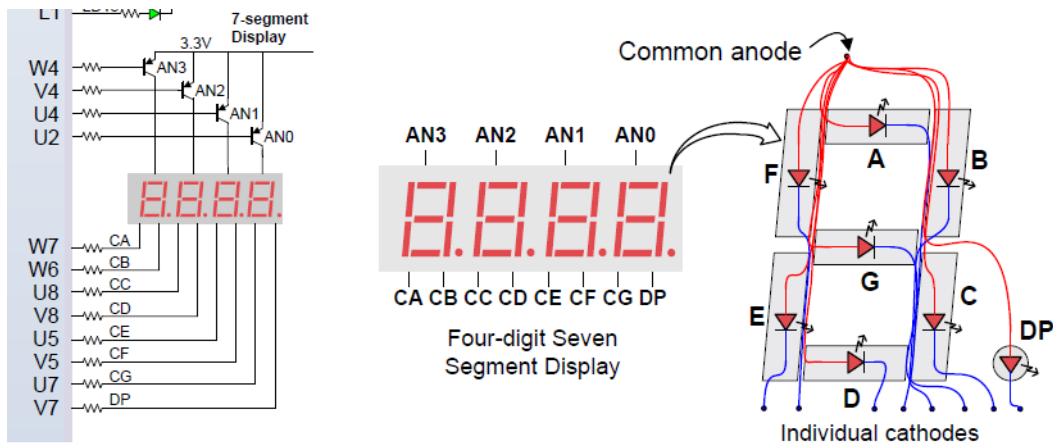 L1
7-segment
Display
3.3V
W4
AN3
V4
AN2
U4
AN1
U2
AN0
W7
CA
W6
CB
U8
CC
V8
CD
U5
CE
V5
CF
U7
CG
V7
DP
AN3 AN2 AN1 AN0
CA CB CC CD CE CF CG DP
Four-digit Seven
Segment Display
Common anode
A
F
B
G
E
C
D
DP
Individual cathodes